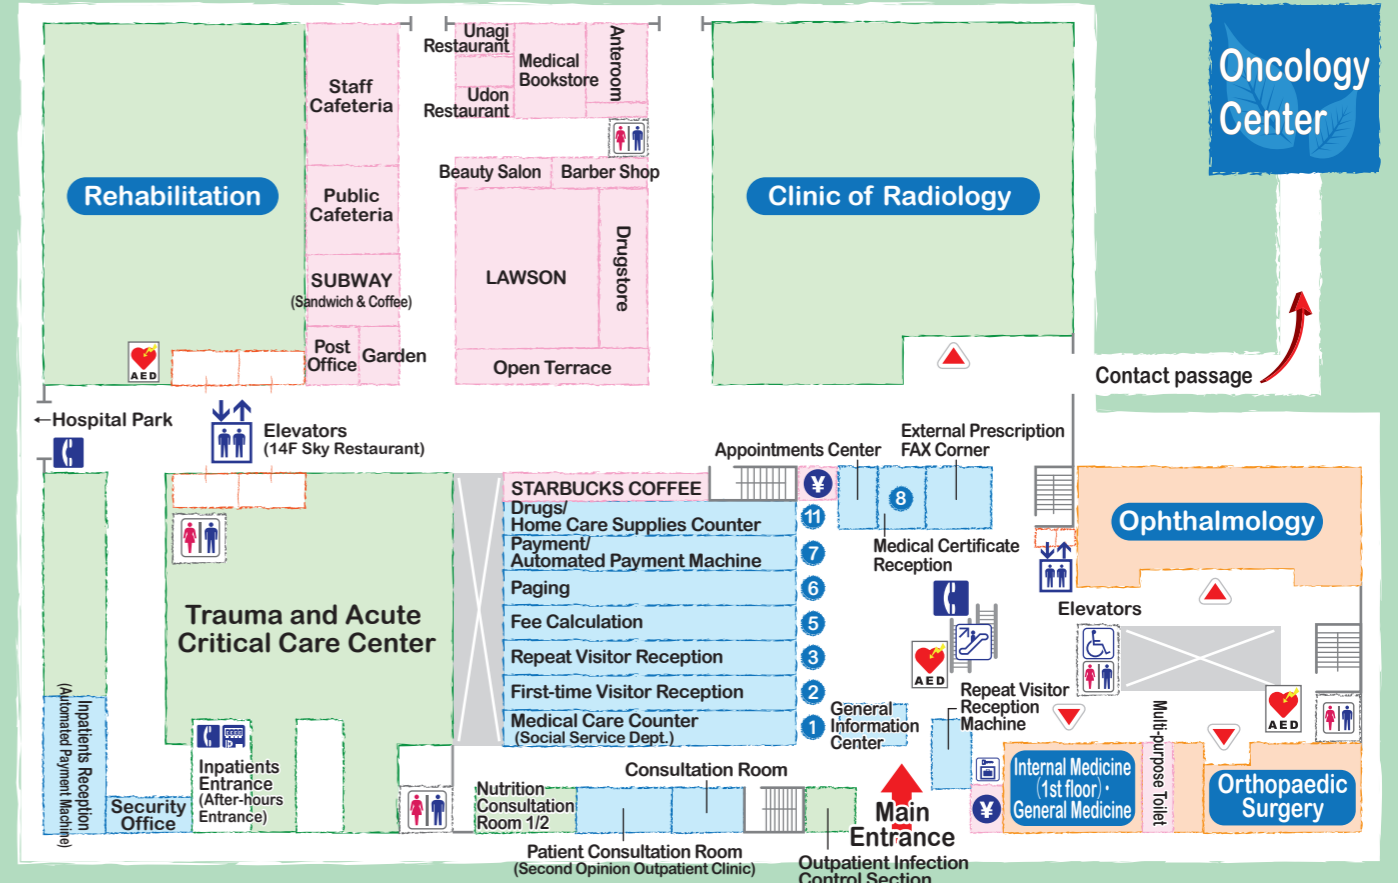 Unagi
Restaurant
Medical
Bookstore
Anteroom
Udon
Restaurant
Staff
Cafeteria
Oncology
Center
Rehabilitation
Public
Cafeteria
Beauty Salon
Barber Shop
Clinic of Radiology
SUBWAY
(Sandwich & Coffee)
LAWSON
Drugstore
Post
Office
Garden
Open Terrace
AED
Contact passage
←Hospital Park
Elevators
(14F Sky Restaurant)
Appointments Center
External Prescription
FAX Corner
STARBUCKS COFFEE
¥
8
Drugs/
Home Care Supplies Counter
11
Ophthalmology
Payment/
Automated Payment Machine
7
Medical Certificate
Reception
Paging
6
Trauma and Acute
Critical Care Center
Fee Calculation
5
Elevators
Repeat Visitor Reception
3
AED
First-time Visitor Reception
2
Repeat Visitor
Reception
Machine
Medical Care Counter
(Social Service Dept.)
1
General
Information
Center
AED
Inpatients Reception
(Automated Payment Machine)
Multi-purpose Toilet
Inpatients
Entrance
(After-hours
Entrance)
Security
Office
Nutrition
Consultation
Room 1/2
Consultation Room
Main
Entrance
¥
Internal Medicine
(1st floor)・
General Medicine
Orthopaedic
Surgery
Patient Consultation Room
(Second Opinion Outpatient Clinic)
Outpatient Infection
Control Section